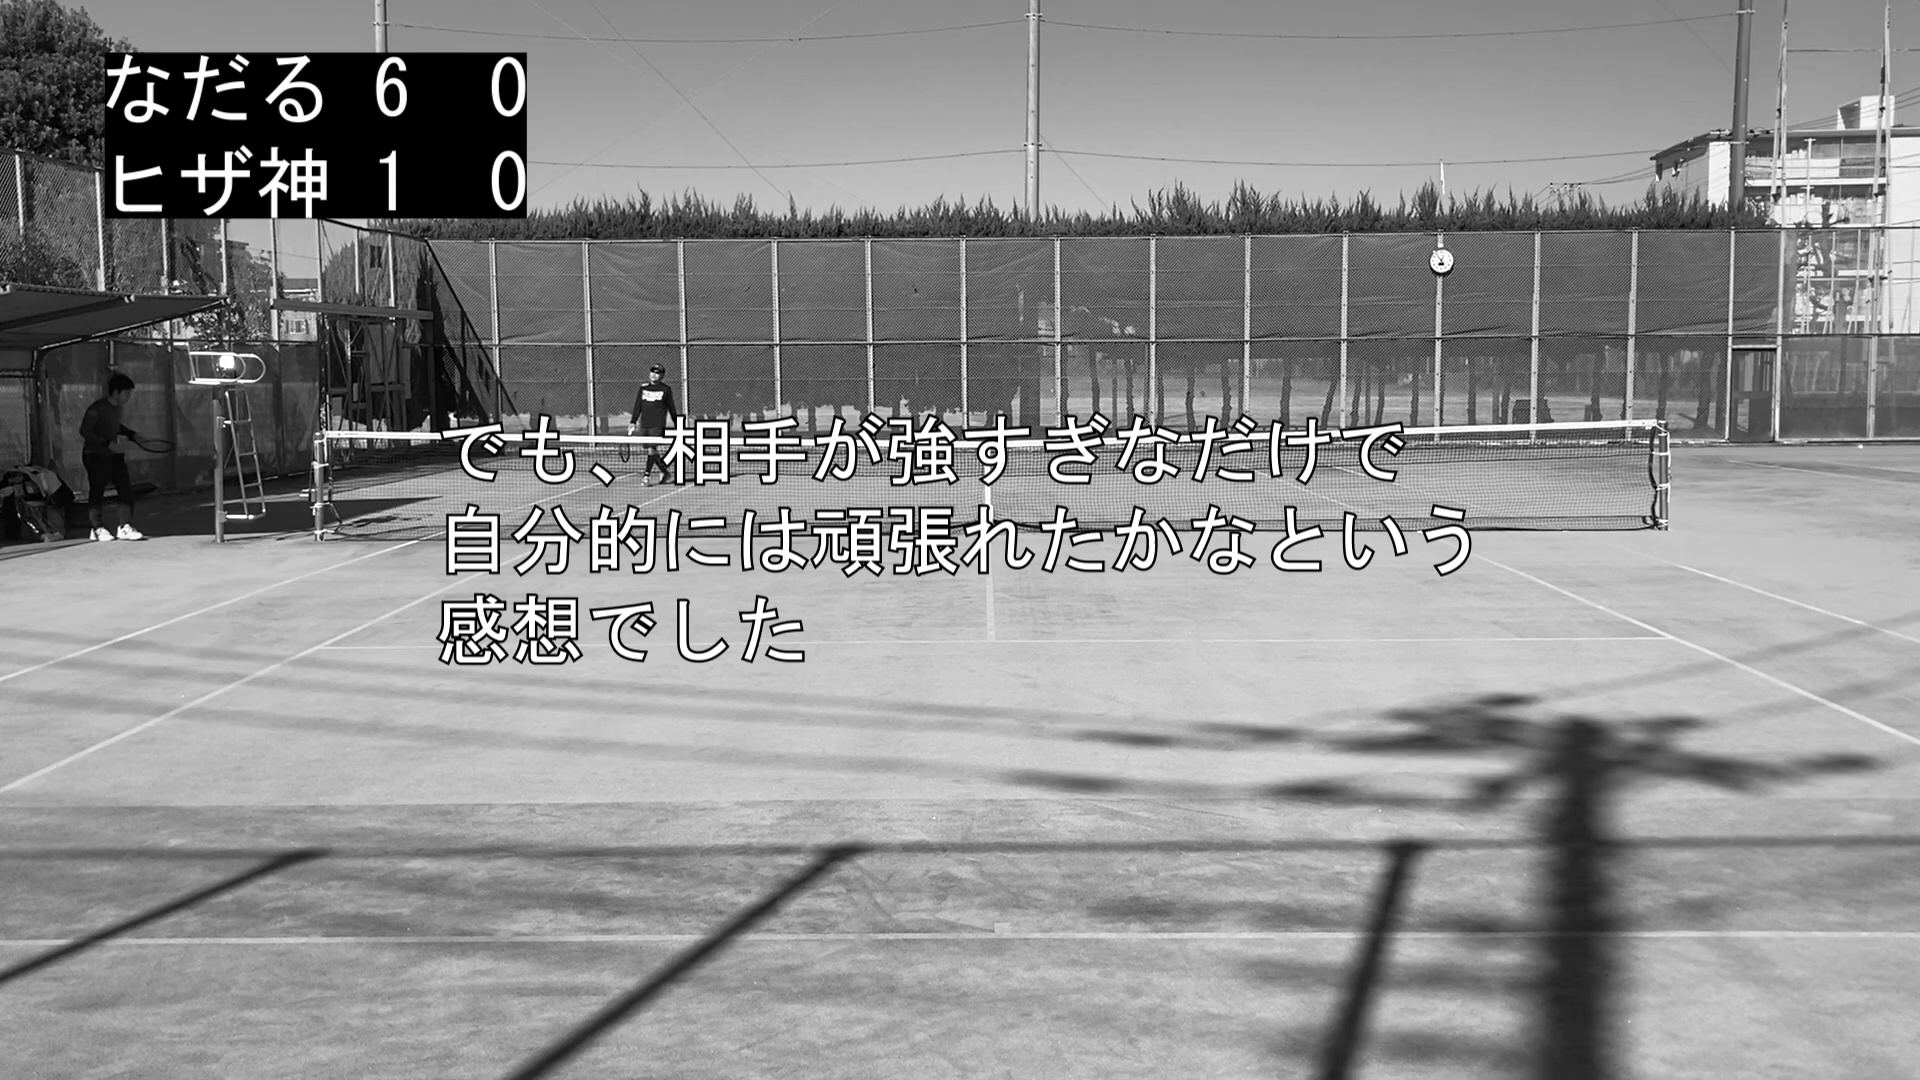 なだる 6 0
ヒザ神 1 0
でも、相手が強すぎなだけで
自分的には頑張れたかなという
感想でした